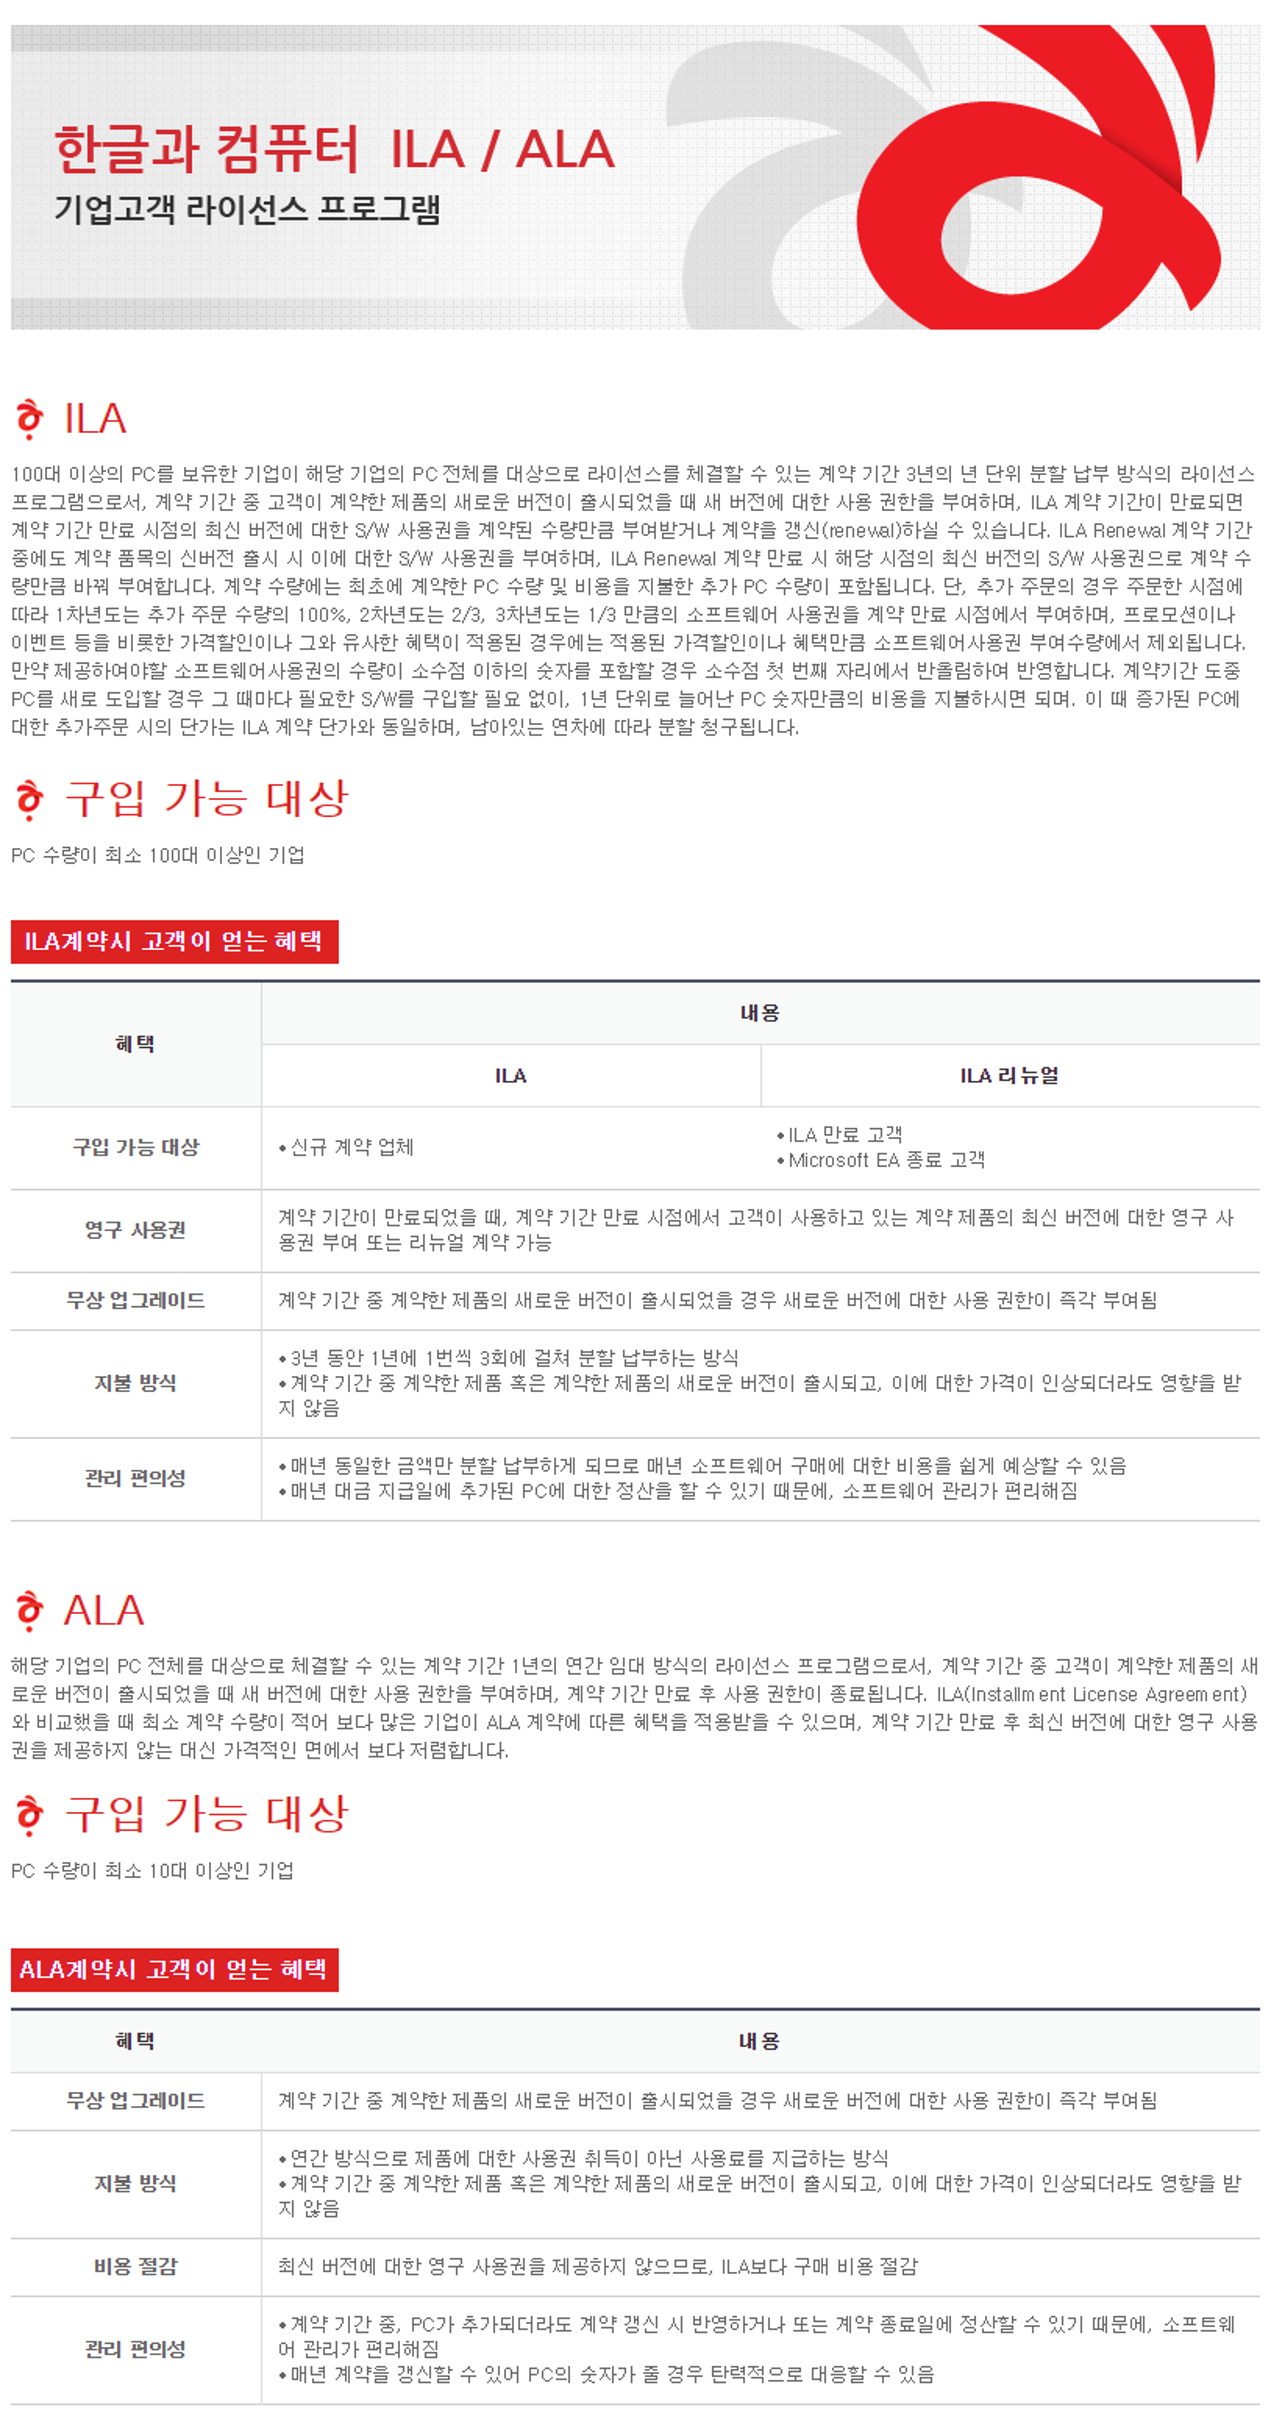 한글과 컴퓨터 ILA / ALA
기업고객 라이선스 프로그램
ILA
100대 이상의 PC를 보유한 기업이 해당 기업의 PC 전체를 대상으로 라이선스를 체결할 수 있는 계약 기간 3년의 년 단위 분할 납부 방식의 라이선스
프로그램으로서, 계약 기간 중 고객이 계약한 제품의 새로운 버전이 출시되었을 때 새 버전에 대한 사용 권한을 부여하며, ILA 계약 기간이 만료되면
계약 기간 만료 시점의 최신 버전에 대한 S/W 사용권을 계약된 수량만큼 부여받거나 계약을 갱신(renewal)하실 수 있습니다. ILA Renewal 계약 기간
중에도 계약 품목의 신버전 출시 시 이에 대한 S/W 사용권을 부여하며, ILA Renewal 계약 만료 시 해당 시점의 최신 버전의 S/W 사용권으로 계약 수
량만큼 바꿔 부여합니다. 계약 수량에는 최초에 계약한 PC 수량 및 비용을 지불한 추가 PC 수량이 포함됩니다. 단, 추가 주문의 경우 주문한 시점에
따라 1차년도는 추가 주문 수량의 100%, 2차년도는 2/3, 3차년도는 1/3 만큼의 소프트웨어 사용권을 계약 만료 시점에서 부여하며, 프로모션이나
이벤트 등을 비롯한 가격할인이나 그와 유사한 혜택이 적용된 경우에는 적용된 가격할인이나 혜택만큼 소프트웨어사용권 부여수량에서 제외됩니다.
만약 제공하여야할 소프트웨어사용권의 수량이 소수점 이하의 숫자를 포함할 경우 소수점 첫 번째 자리에서 반올림하여 반영합니다. 계약기간 도중
PC를 새로 도입할 경우 그 때마다 필요한 S/W를 구입할 필요 없이, 1년 단위로 늘어난 PC 숫자만큼의 비용을 지불하시면 되며. 이 때 증가된 PC에
대한 추가주문 시의 단가는 ILA 계약 단가와 동일하며, 남아있는 연차에 따라 분할 청구됩니다.
구입 가능 대상
PC 수량이 최소 100대 이상인 기업
ILA계약시 고객이 얻는 혜택
혜택
내용
ILA
ILA 리뉴얼
구입 가능 대상
•신규 계약 업체
•ILA 만료 고객
•Microsoft EA 종료 고객
영구 사용권
계약 기간이 만료되었을 때, 계약 기간 만료 시점에서 고객이 사용하고 있는 계약 제품의 최신 버전에 대한 영구 사
용권 부여 또는 리뉴얼 계약 가능
무상 업그레이드
계약 기간 중 계약한 제품의 새로운 버전이 출시되었을 경우 새로운 버전에 대한 사용 권한이 즉각 부여됨
지불 방식
•3년 동안 1년에 1번씩 3회에 걸쳐 분할 납부하는 방식
•계약 기간 중 계약한 제품 혹은 계약한 제품의 새로운 버전이 출시되고, 이에 대한 가격이 인상되더라도 영향을 받
지 않음
관리 편의성
•매년 동일한 금액만 분할 납부하게 되므로 매년 소프트웨어 구매에 대한 비용을 쉽게 예상할 수 있음
•매년 대금 지급일에 추가된 PC에 대한 정산을 할 수 있기 때문에, 소프트웨어 관리가 편리해짐
ALA
해당 기업의 PC 전체를 대상으로 체결할 수 있는 계약 기간 1년의 연간 임대 방식의 라이선스 프로그램으로서, 계약 기간 중 고객이 계약한 제품의 새
로운 버전이 출시되었을 때 새 버전에 대한 사용 권한을 부여하며, 계약 기간 만료 후 사용 권한이 종료됩니다. ILA(Installment License Agreement)
와 비교했을 때 최소 계약 수량이 적어 보다 많은 기업이 ALA 계약에 따른 혜택을 적용받을 수 있으며, 계약 기간 만료 후 최신 버전에 대한 영구 사용
권을 제공하지 않는 대신 가격적인 면에서 보다 저렴합니다.
구입 가능 대상
PC 수량이 최소 10대 이상인 기업
ALA계약시 고객이 얻는 혜택
혜택
내용
무상 업그레이드
계약 기간 중 계약한 제품의 새로운 버전이 출시되었을 경우 새로운 버전에 대한 사용 권한이 즉각 부여됨
지불 방식
•연간 방식으로 제품에 대한 사용권 취득이 아닌 사용료를 지급하는 방식
•계약 기간 중 계약한 제품 혹은 계약한 제품의 새로운 버전이 출시되고, 이에 대한 가격이 인상되더라도 영향을 받
지 않음
비용 절감
최신 버전에 대한 영구 사용권을 제공하지 않으므로, ILA보다 구매 비용 절감
관리 편의성
•계약 기간 중, PC가 추가되더라도 계약 갱신 시 반영하거나 또는 계약 종료일에 정산할 수 있기 때문에, 소프트웨
어 관리가 편리해짐
•매년 계약을 갱신할 수 있어 PC의 숫자가 줄 경우 탄력적으로 대응할 수 있음